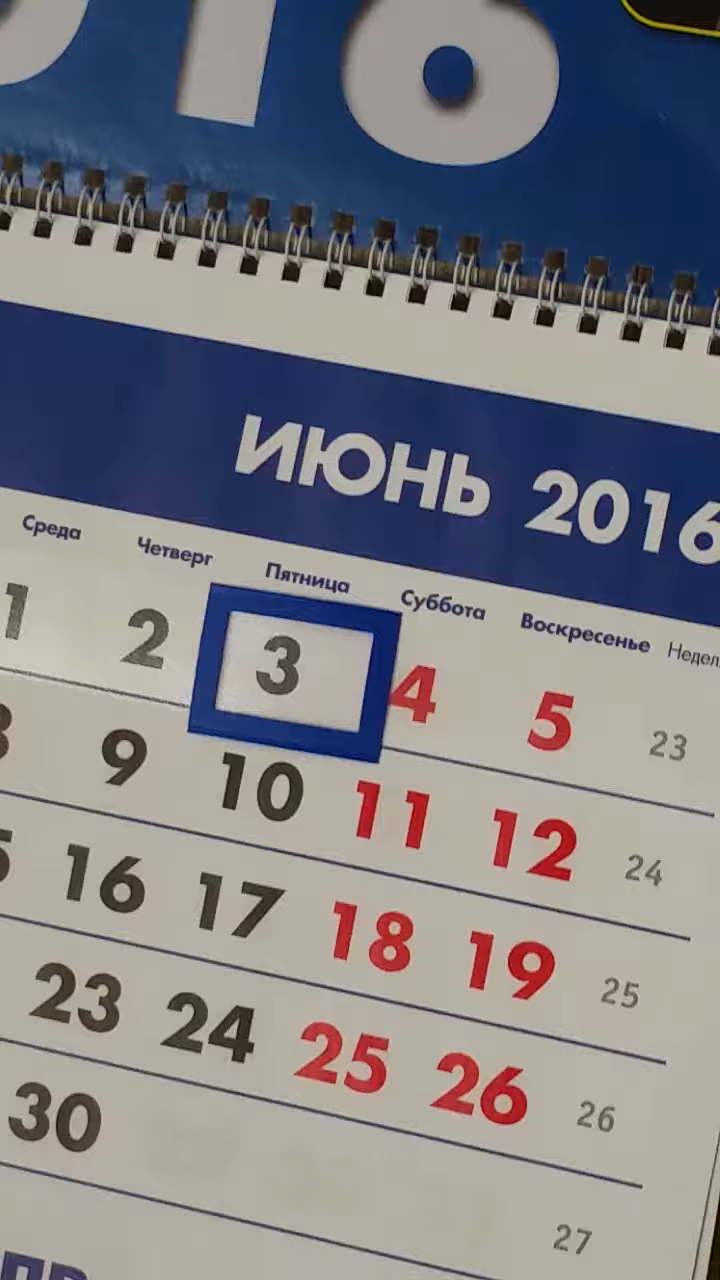 016
ИЮНЬ 2016
Среда Четверг Пятница Суббота Воскресенье
1 2 3 4 5 23
9 10 11 12 24
16 17 18 19 25
23 24 25 26 26
30 27